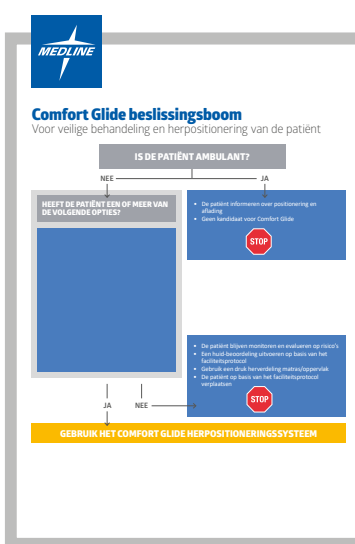 MEDLINE
Comfort Glide beslissingsboom
Voor veilige behandeling en herpositionering van de patiënt
IS DE PATIËNT AMBULANT?
NEE
JA
HEEFT DE PATIËNT EEN OF MEER VAN
DE VOLGENDE OPTIES?
• De patiënt informeren over positionering en
aflading
• Geen kandidaat voor Comfort Glide
STOP
• De patiënt blijven monitoren en evalueren op risico's
• Een huid-beoordeling uitvoeren op basis van het
faciliteitsprotocol
• Gebruik een druk herverdeling matras/oppervlak
• De patiënt op basis van het faciliteitsprotocol
verplaatsen
STOP
JA
NEE
GEBRUIK HET COMFORT GLIDE HERPOSITIONERINGSSYSTEEM